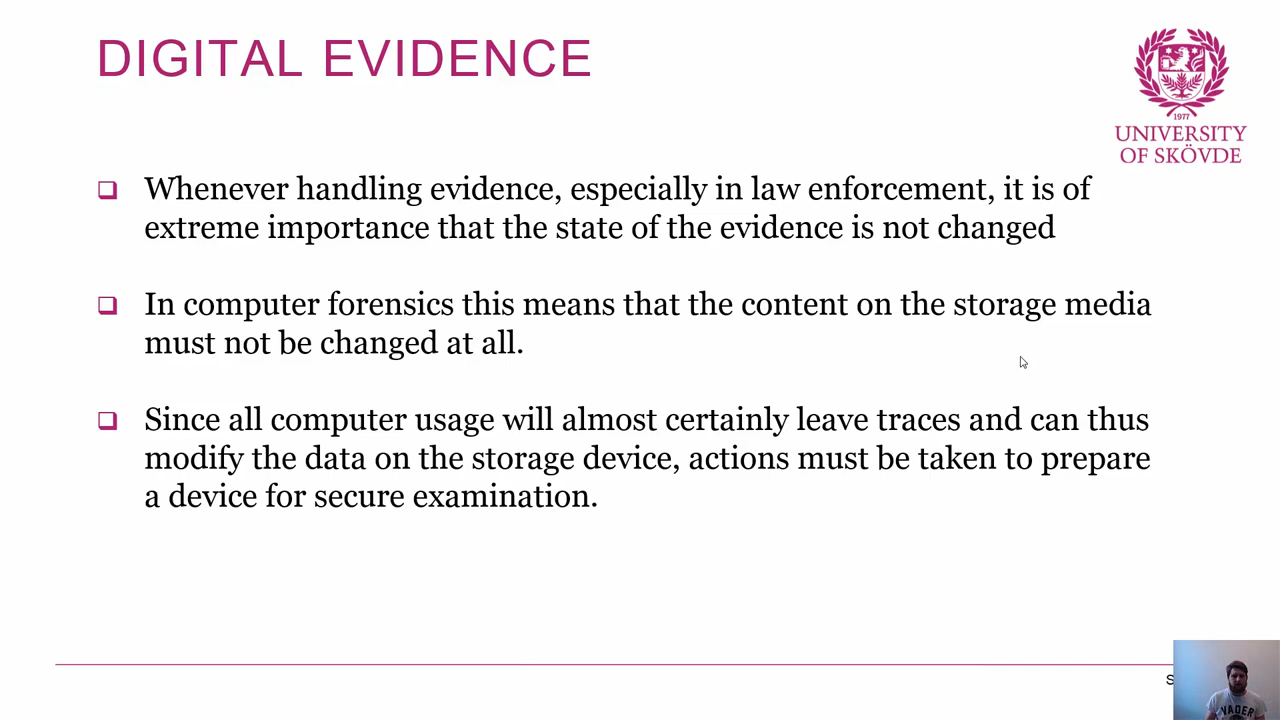 DIGITAL EVIDENCE
1977
UNIVERSITY
OF SKÖVDE
Whenever handling evidence, especially in law enforcement, it is of
extreme importance that the state of the evidence is not changed
In computer forensics this means that the content on the storage media
must not be changed at all.
Since all computer usage will almost certainly leave traces and can thus
modify the data on the storage device, actions must be taken to prepare
a device for secure examination.
VADER